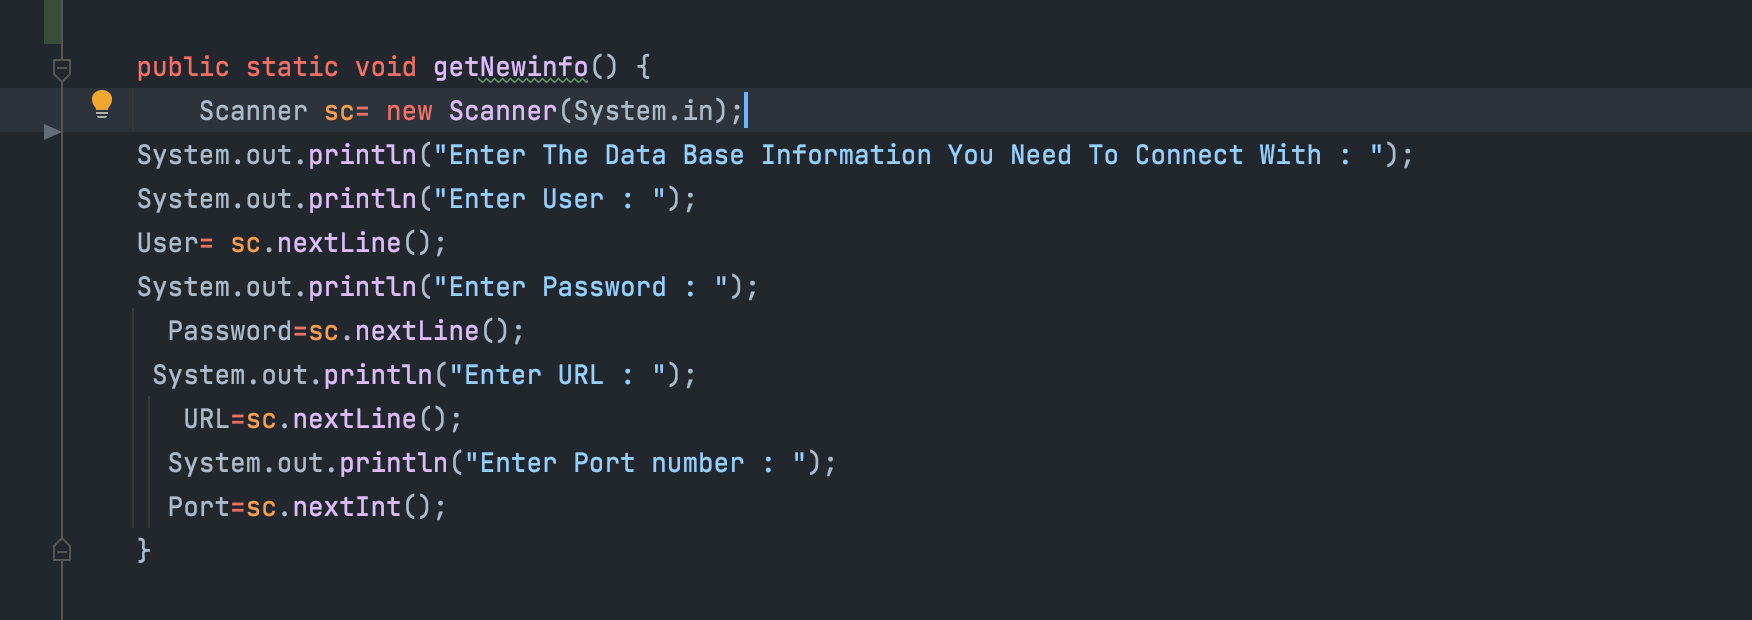 public static void getNewinfo() {
Scanner sc= new Scanner(System.in);
System.out.println("Enter The Data Base Information You Need To Connect With : ");
System.out.println("Enter User : ");
User= sc.nextLine();
System.out.println("Enter Password : ");
Password=sc.nextLine();
System.out.println("Enter URL : ");
URL=sc.nextLine();
System.out.println("Enter Port number : ");
Port=sc.nextInt();
}